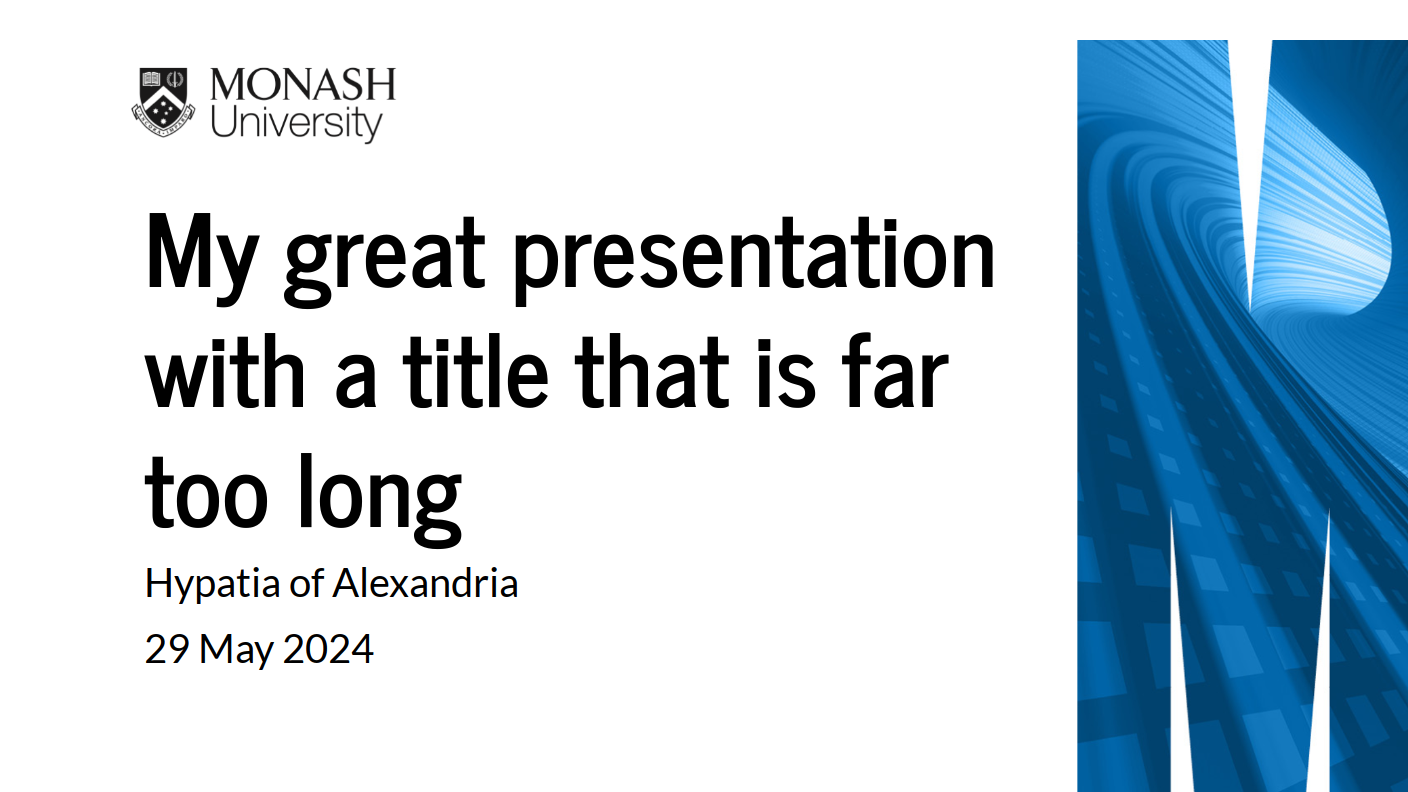 MONASH
University
My great presentation
with a title that is far
too long
Hypatia of Alexandria
29 May 2024